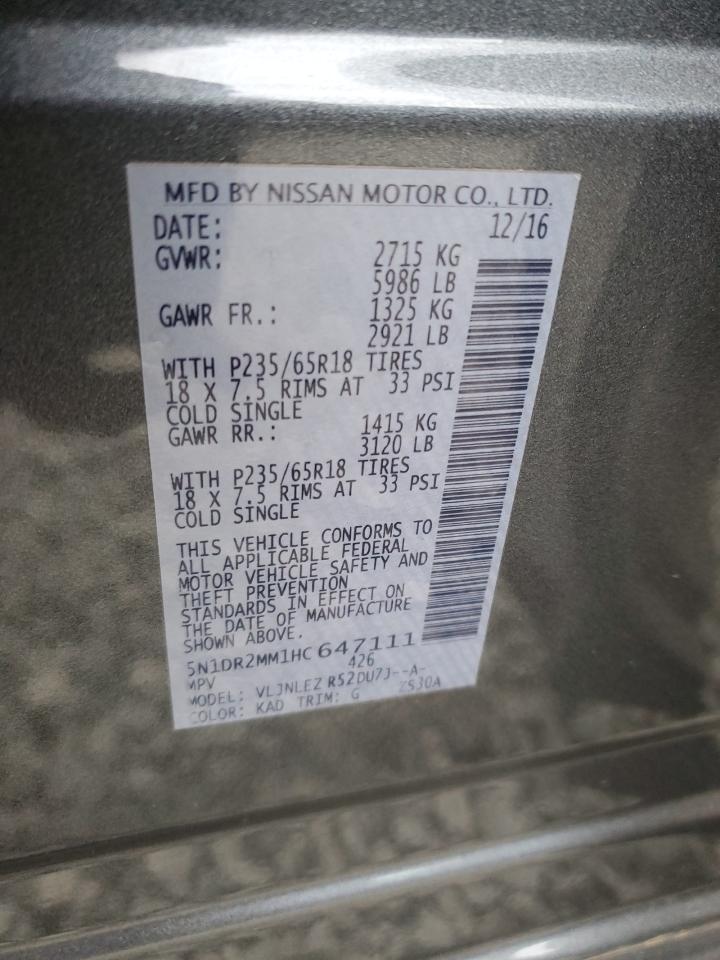 MFD BY NISSAN MOTOR CO., LTD.
DATE: 12/16
GVWR: 2715 KG
5986 LB
GAWR FR.: 1325 KG
2921 LB
WITH P235/65R18 TIRES
18 X 7.5 RIMS AT 33 PSI
COLD SINGLE
GAWR RR.: 1415 KG
3120 LB
WITH P235/65R18 TIRES
18 X 7.5 RIMS AT 33 PSI
COLD SINGLE
THIS VEHICLE CONFORMS TO
ALL APPLICABLE FEDERAL
MOTOR VEHICLE SAFETY AND
THEFT PREVENTION
STANDARDS IN EFFECT ON
THE DATE OF MANUFACTURE
SHOWN ABOVE.
5N1DR2MM1HC647111
MPV 426
MODEL: VLJNLEZ R52DU7J--A-
COLOR: KAD TRIM: G ZS30A